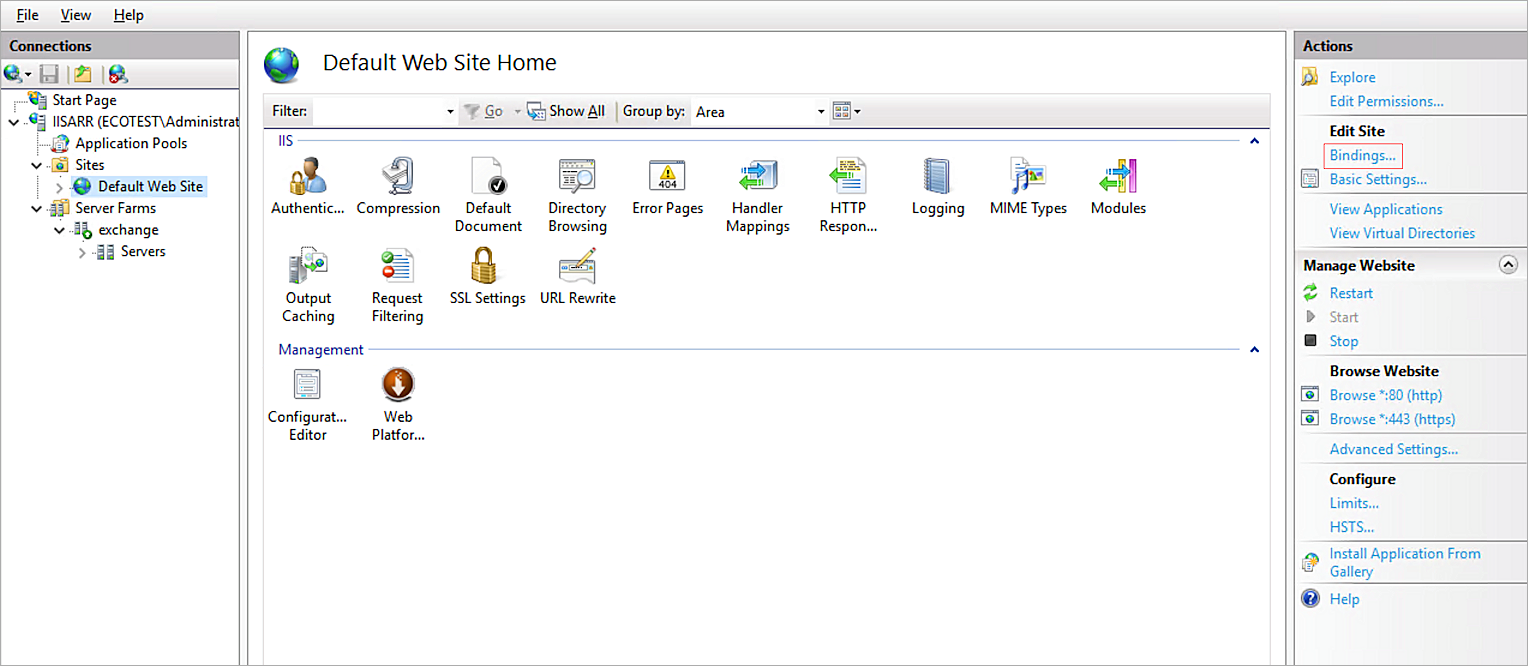 File View Help
Connections
Start Page
IISARR (ECOTEST\Administrat
Application Pools
Sites
Default Web Site
Server Farms
exchange
Servers
Default Web Site Home
Filter: Go Show All Group by: Area
IIS
Authentic... Compression Default Document Directory Browsing Error Pages Handler Mappings HTTP Respon... Logging MIME Types Modules
404
Output Caching Request Filtering SSL Settings URL Rewrite
Management
Configurat... Editor Web Platfor...
Actions
Explore
Edit Permissions...
Edit Site
Bindings...
Basic Settings...
View Applications
View Virtual Directories
Manage Website
Restart
Start
Stop
Browse Website
Browse *:80 (http)
Browse *:443 (https)
Advanced Settings...
Configure
Limits...
HSTS...
Install Application From
Gallery
Help